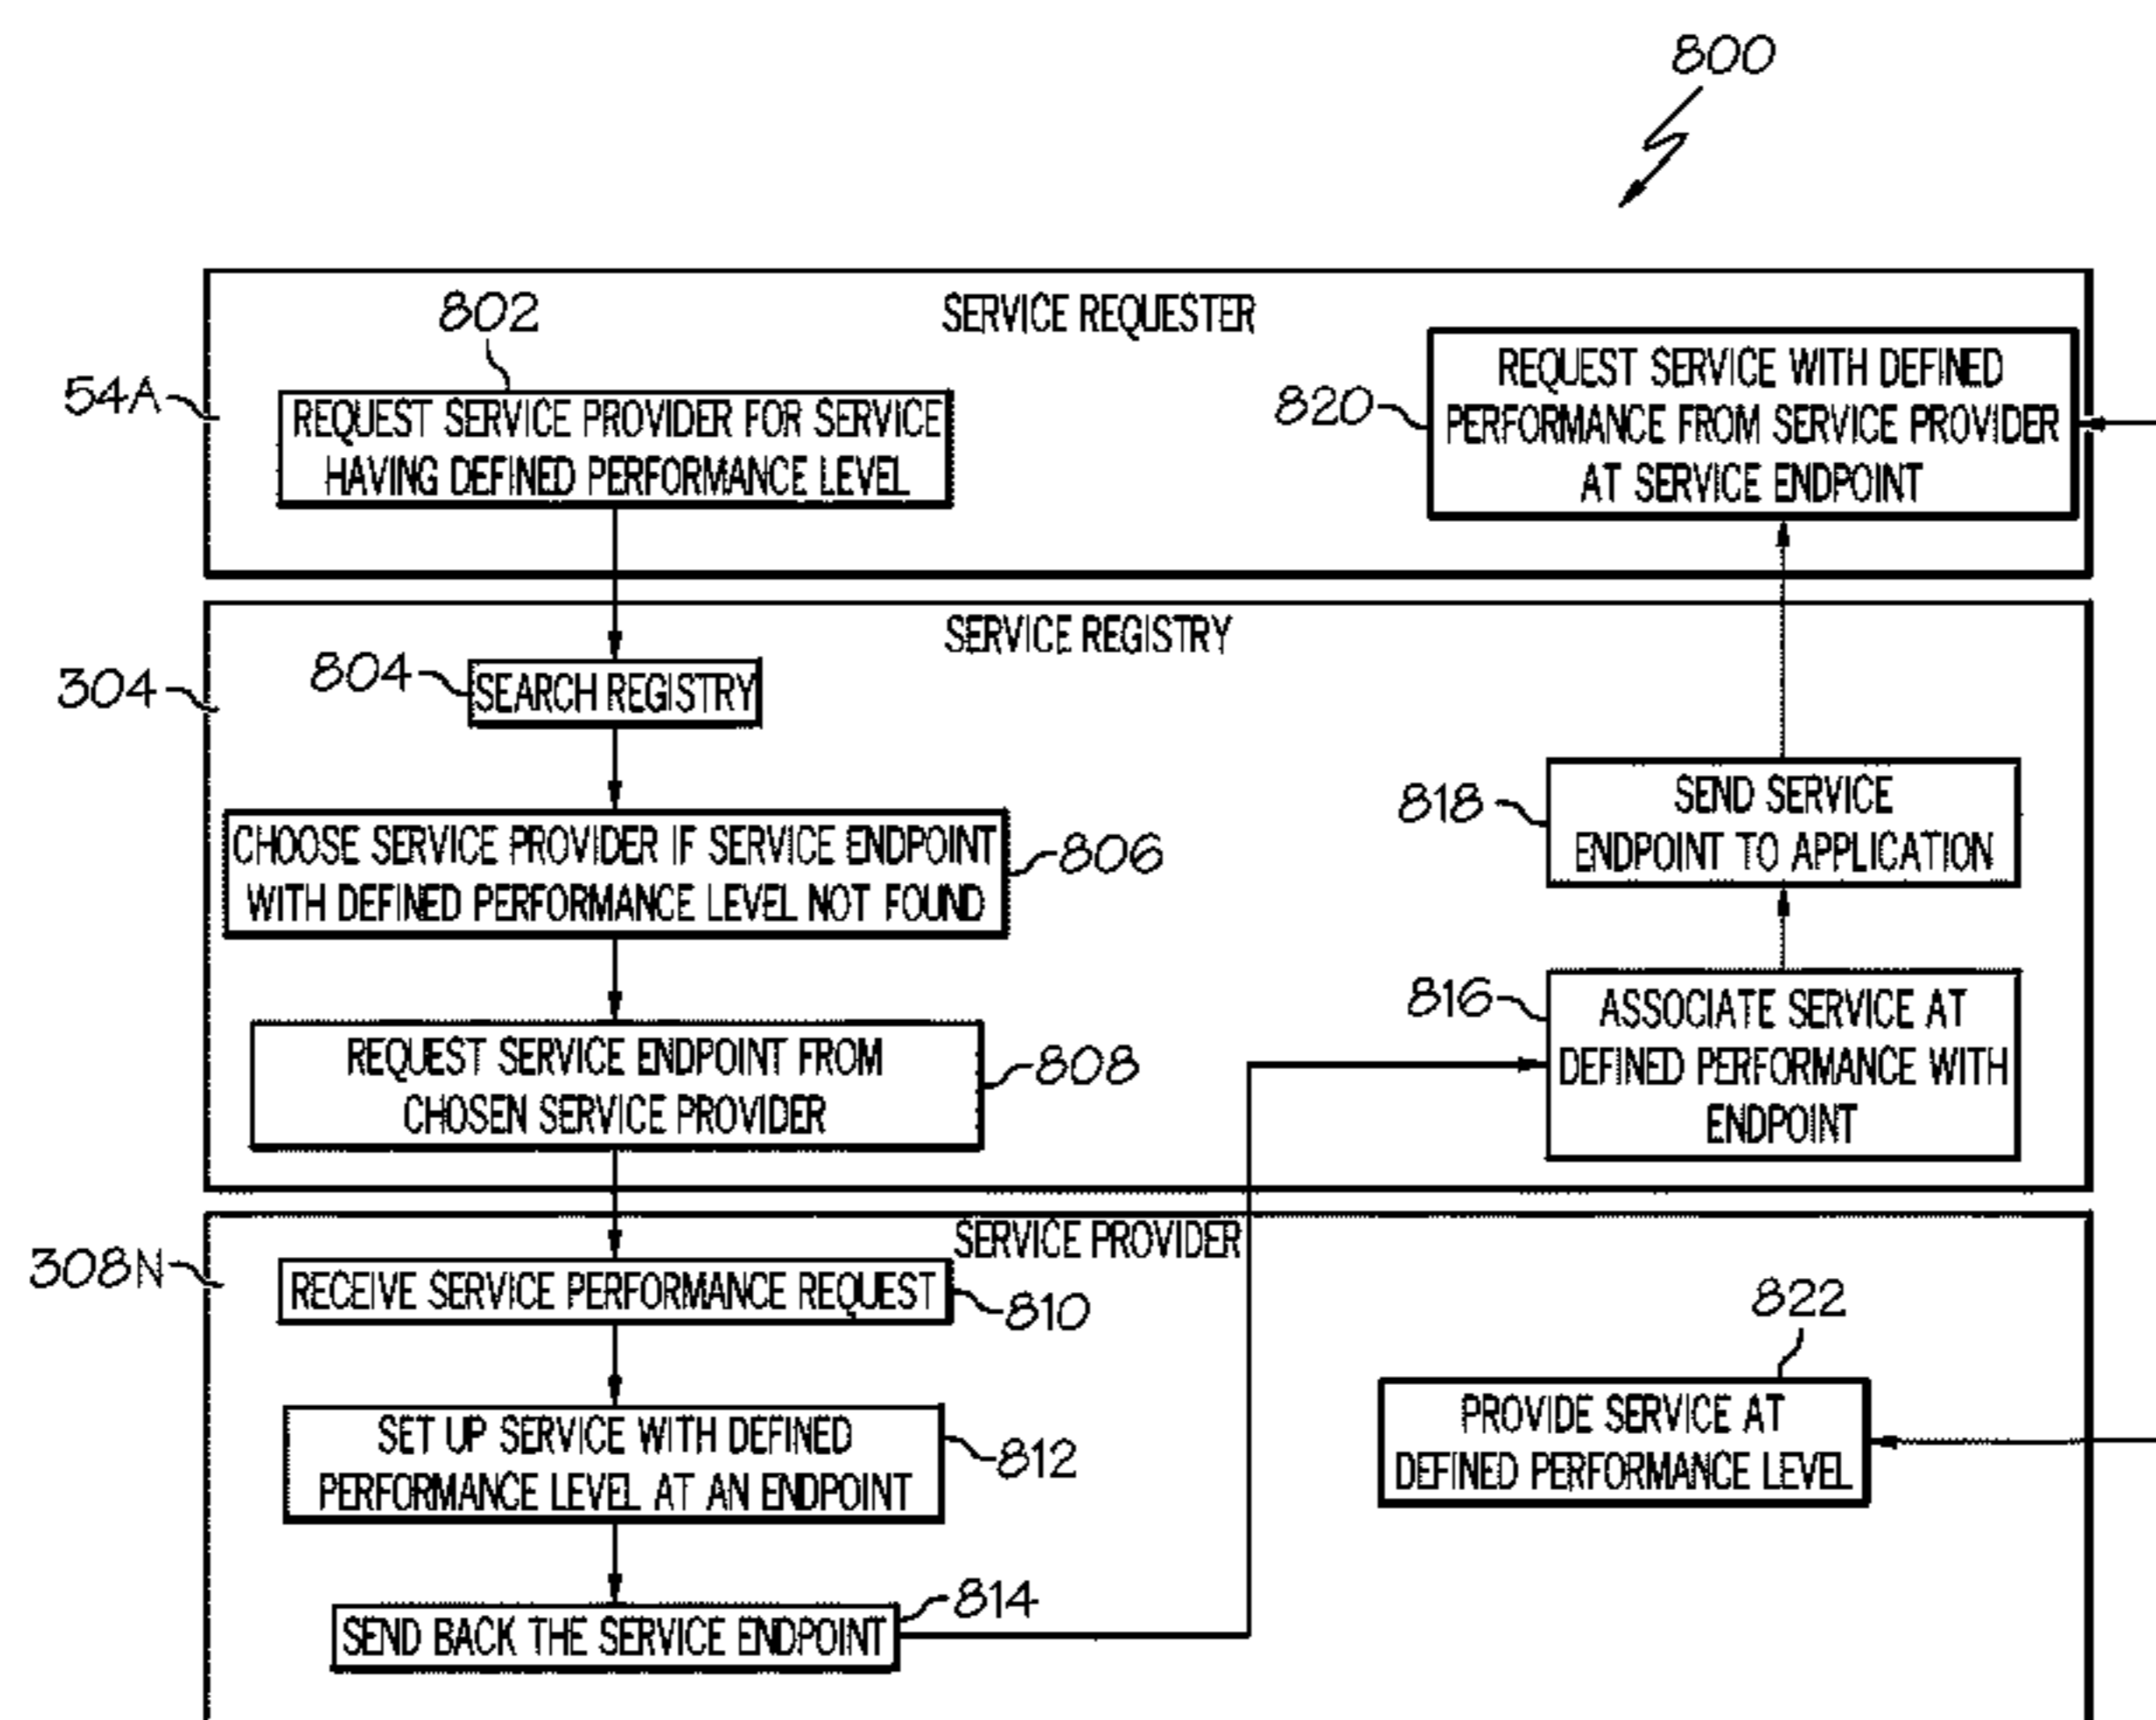 800
SERVICE REQUESTER
802
54A
REQUEST SERVICE PROVIDER FOR SERVICE
HAVING DEFINED PERFORMANCE LEVEL
820
REQUEST SERVICE WITH DEFINED
PERFORMANCE FROM SERVICE PROVIDER
AT SERVICE ENDPOINT
SERVICE REGISTRY
304
804
SEARCH REGISTRY
CHOOSE SERVICE PROVIDER IF SERVICE ENDPOINT
WITH DEFINED PERFORMANCE LEVEL NOT FOUND
806
REQUEST SERVICE ENDPOINT FROM
CHOSEN SERVICE PROVIDER
808
818
SEND SERVICE
ENDPOINT TO APPLICATION
816
ASSOCIATE SERVICE AT
DEFINED PERFORMANCE WITH
ENDPOINT
SERVICE PROVIDER
308N
RECEIVE SERVICE PERFORMANCE REQUEST
810
SET UP SERVICE WITH DEFINED
PERFORMANCE LEVEL AT AN ENDPOINT
812
SEND BACK THE SERVICE ENDPOINT
814
822
PROVIDE SERVICE AT
DEFINED PERFORMANCE LEVEL